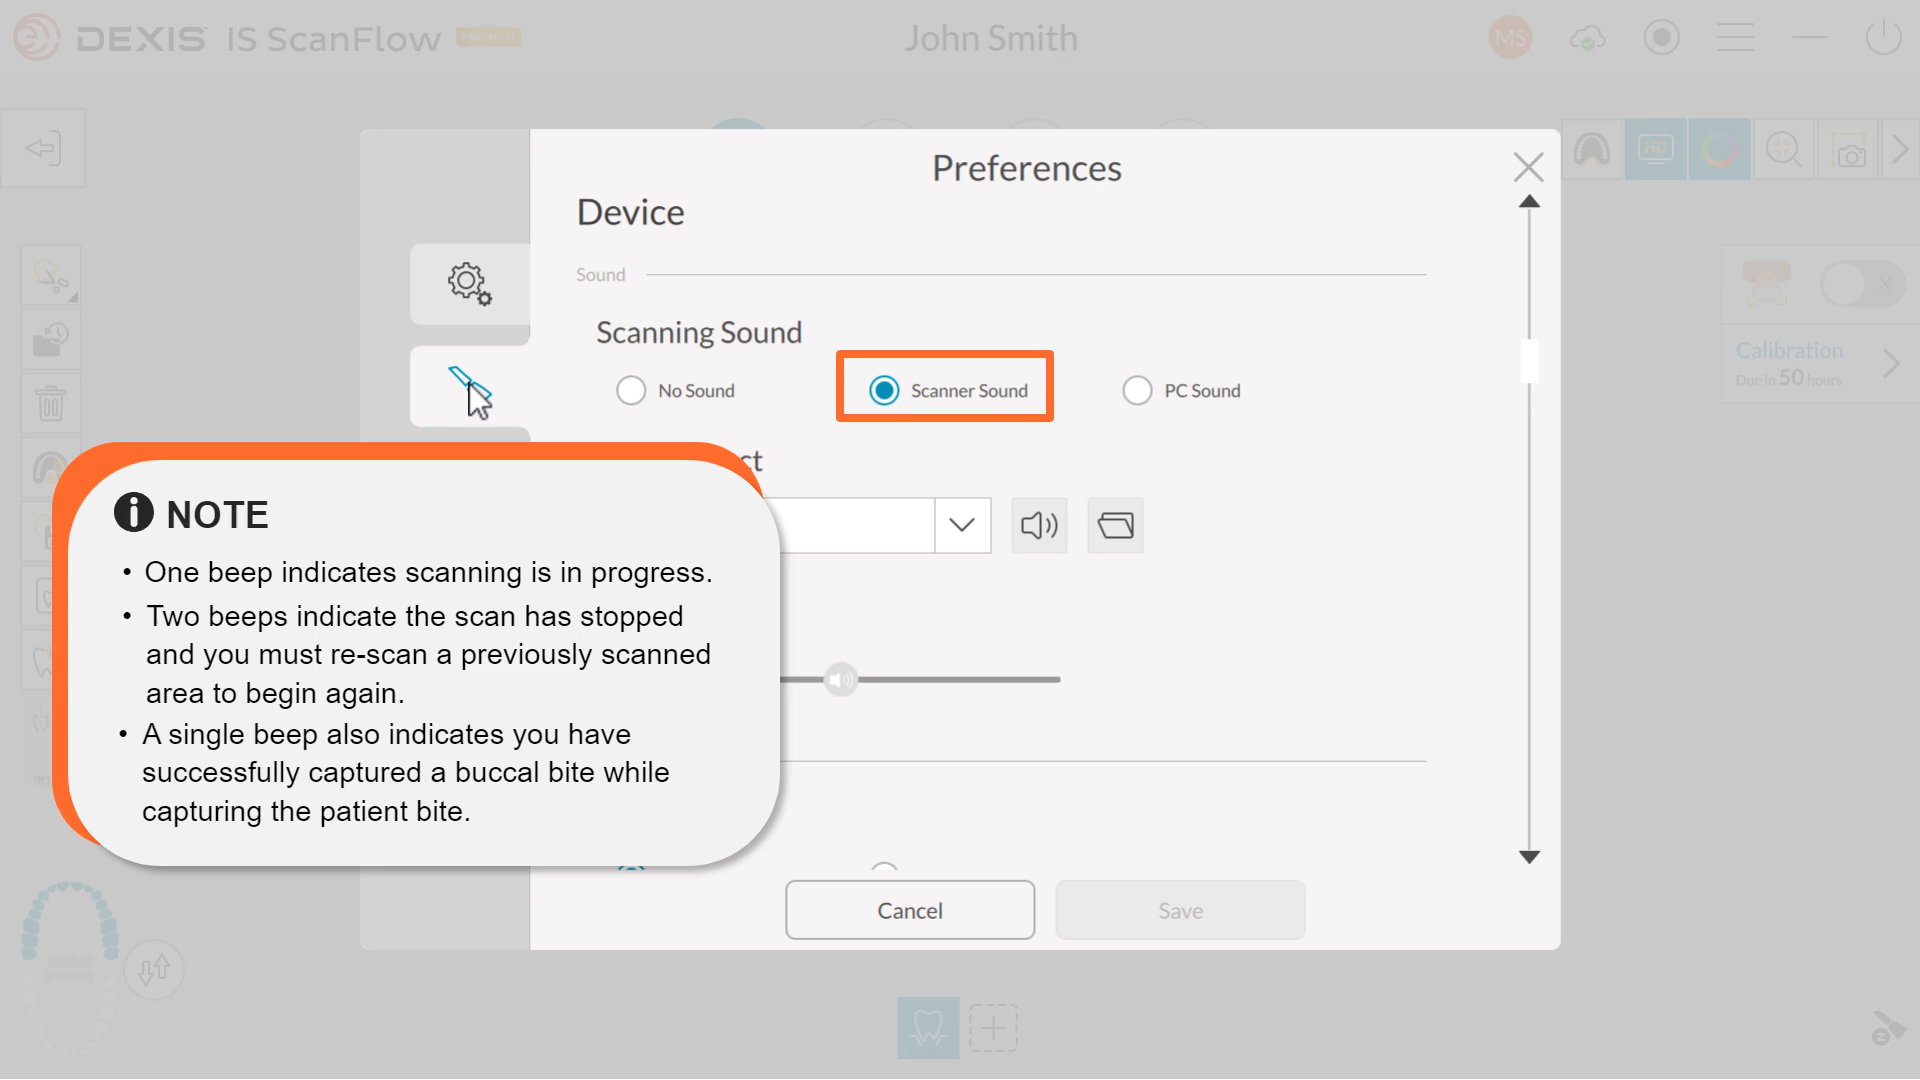 DEXIS IS ScanFlow PREMIUM
John Smith
MS
HD
Preferences
Device
Sound
Scanning Sound
No Sound
Scanner Sound
PC Sound
Calibration
Due in 50 hours
NOTE
• One beep indicates scanning is in progress.
• Two beeps indicate the scan has stopped
and you must re-scan a previously scanned
area to begin again.
• A single beep also indicates you have
successfully captured a buccal bite while
capturing the patient bite.
Cancel
Save